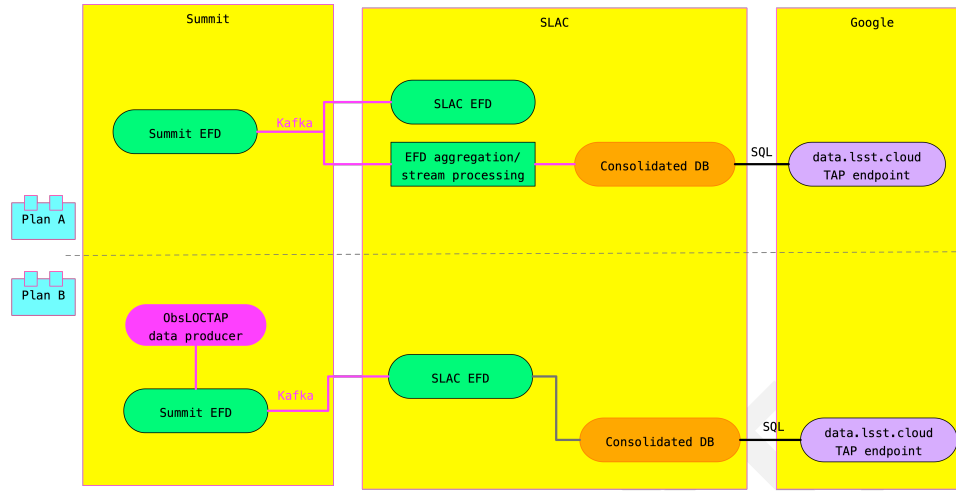 Summit
SLAC
Google
SLAC EFD
Kafka
Summit EFD
EFD aggregation/
stream processing
Consolidated DB
SQL
data.lsst.cloud
TAP endpoint
Plan A
Plan B
ObsLOCTAP
data producer
Kafka
SLAC EFD
Summit EFD
Consolidated DB
SQL
data.lsst.cloud
TAP endpoint